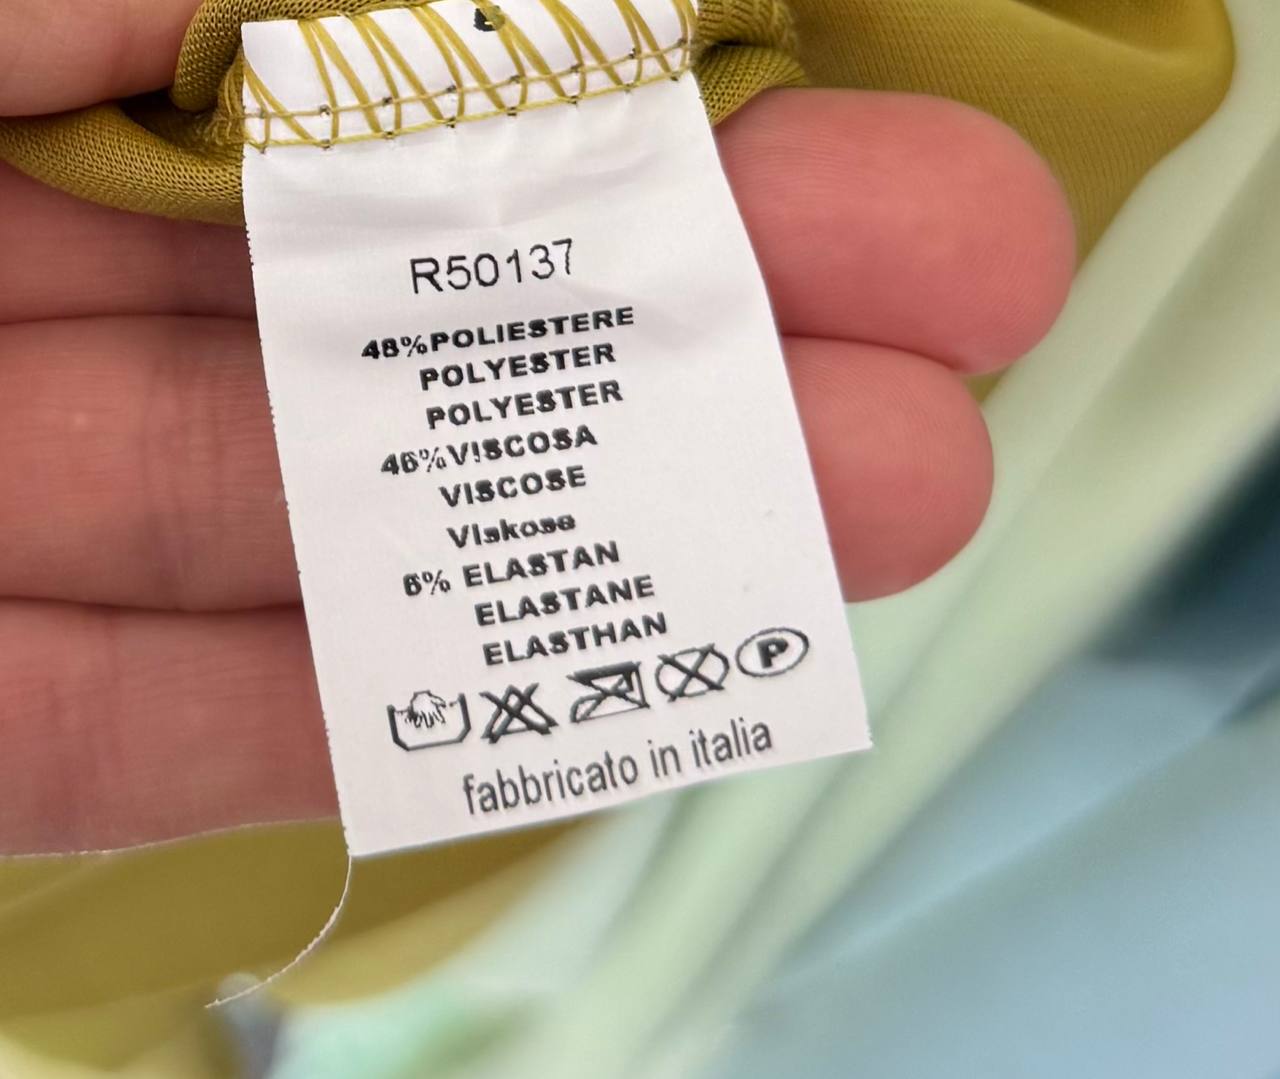 R50137
48%POLIESTERE
POLYESTER
POLYESTER
46%VISCOSA
VISCOSE
Viskose
6% ELASTAN
ELASTANE
ELASTHAN
P
fabbricato in italia